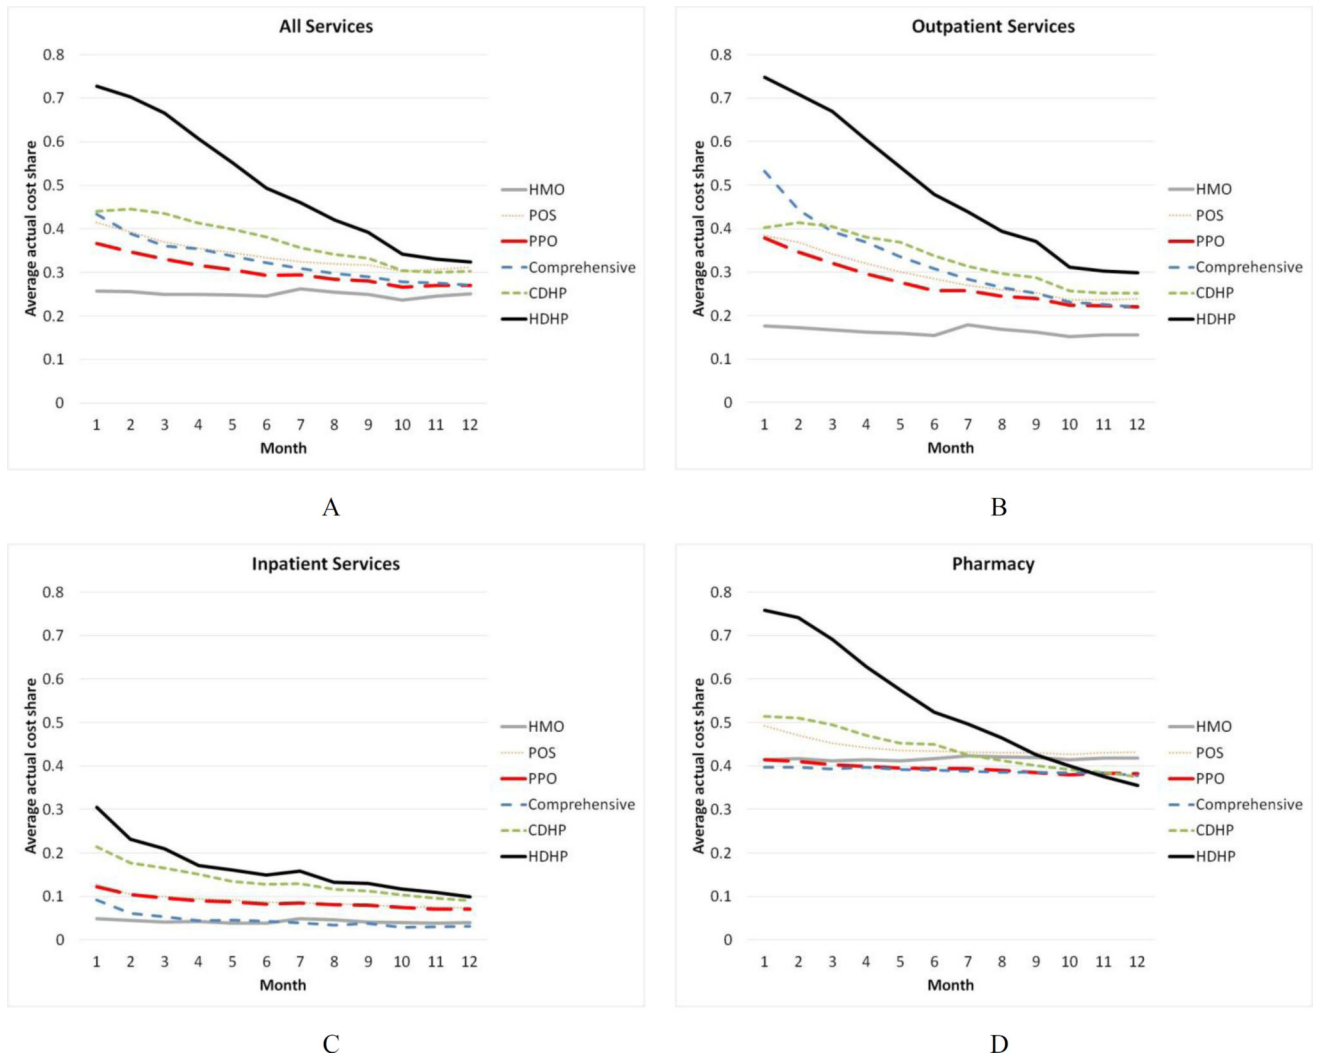 All Services
Average actual cost share
0.8
0.7
0.6
0.5
0.4
0.3
0.2
0.1
0
1 2 3 4 5 6 7 8 9 10 11 12
Month
HMO
POS
PPO
Comprehensive
CDHP
HDHP
A
Outpatient Services
Average actual cost share
0.8
0.7
0.6
0.5
0.4
0.3
0.2
0.1
0
1 2 3 4 5 6 7 8 9 10 11 12
Month
HMO
POS
PPO
Comprehensive
CDHP
HDHP
B
Inpatient Services
Average actual cost share
0.8
0.7
0.6
0.5
0.4
0.3
0.2
0.1
0
1 2 3 4 5 6 7 8 9 10 11 12
Month
HMO
POS
PPO
Comprehensive
CDHP
HDHP
C
Pharmacy
Average actual cost share
0.8
0.7
0.6
0.5
0.4
0.3
0.2
0.1
0
1 2 3 4 5 6 7 8 9 10 11 12
Month
HMO
POS
PPO
Comprehensive
CDHP
HDHP
D